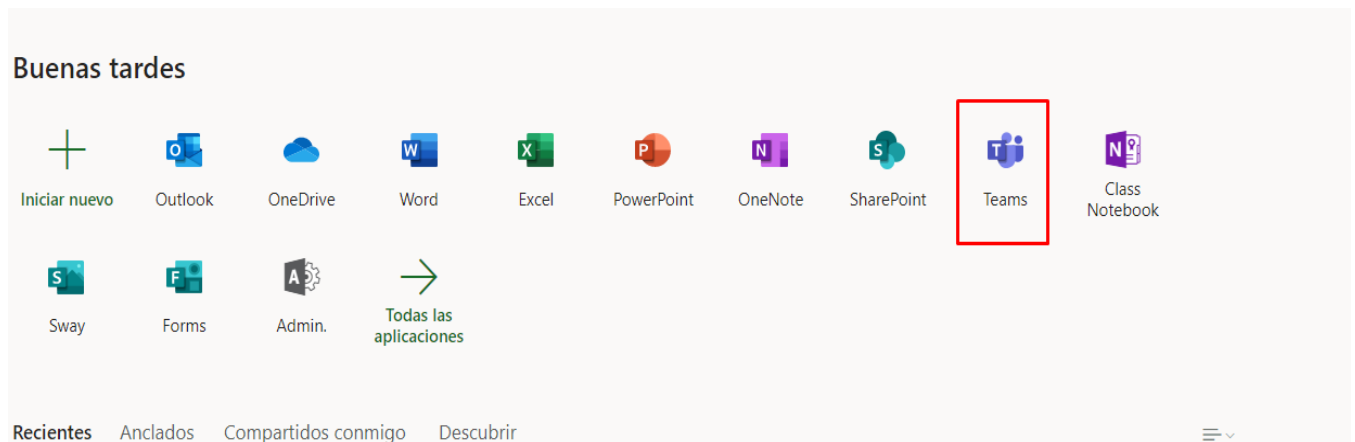 Buenas tardes
Iniciar nuevo
Outlook
OneDrive
Word
Excel
PowerPoint
OneNote
SharePoint
Teams
Class
Notebook
Sway
Forms
Admin.
Todas las
aplicaciones
Recientes Anclados Compartidos conmigo Descubrir